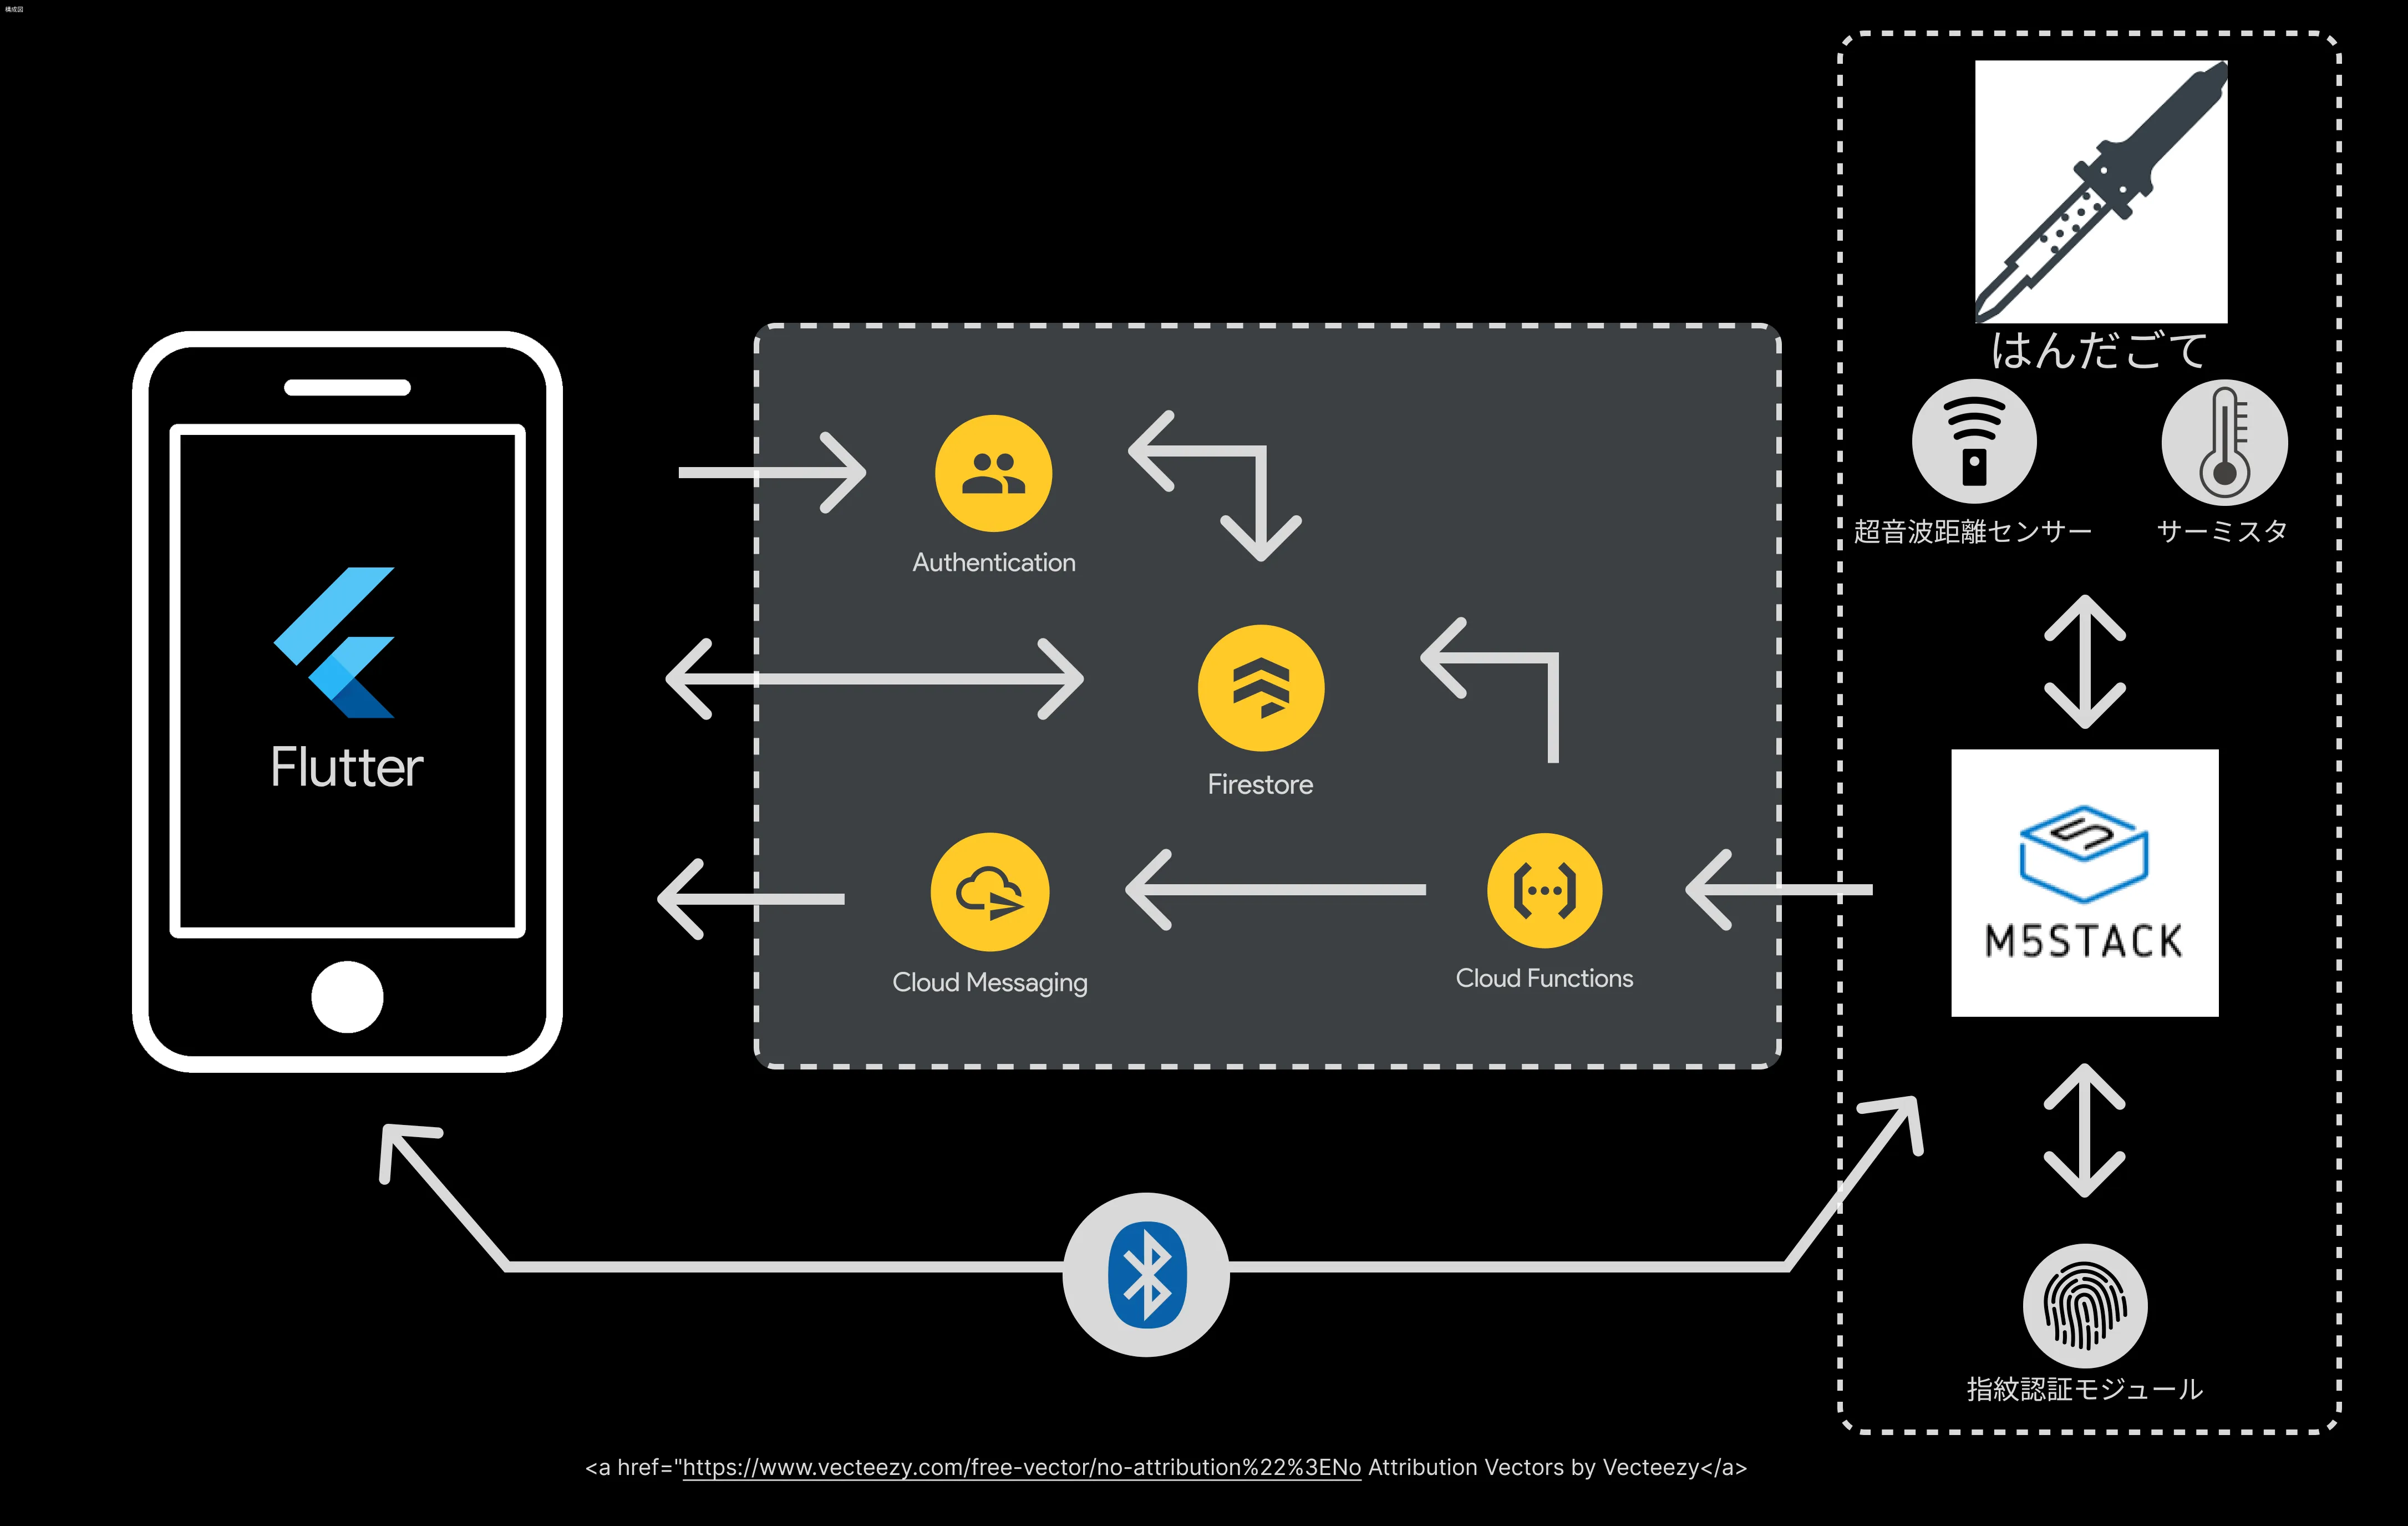 構成図
はんだごて
超音波距離センサー
サーミスタ
Authentication
Firestore
Flutter
M5STACK
Cloud Messaging
Cloud Functions
指紋認証モジュール
<a href="https://www.vecteezy.com/free-vector/no-attribution%22%3ENo Attribution Vectors by Vecteezy</a>